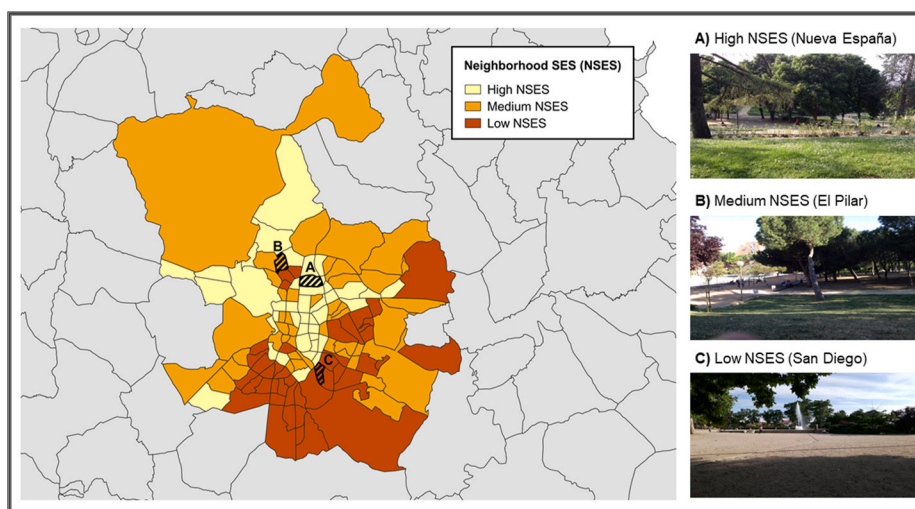 Neighborhood SES (NSES)
High NSES
Medium NSES
Low NSES
B
A
C
A) High NSES (Nueva España)
B) Medium NSES (El Pilar)
C) Low NSES (San Diego)